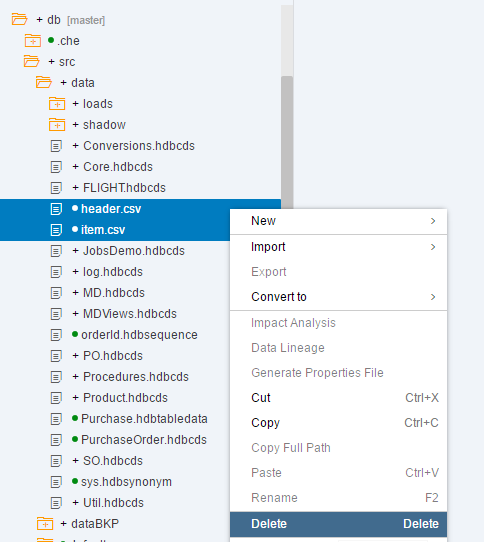 + db [master]
.che
+ src
+ data
+ loads
+ shadow
+ Conversions.hdbcds
+ Core.hdbcds
+ FLIGHT.hdbcds
header.csv
item.csv
+ JobsDemo.hdbcds
+ log.hdbcds
+ MD.hdbcds
+ MDViews.hdbcds
orderId.hdbsequence
+ PO.hdbcds
+ Procedures.hdbcds
+ Product.hdbcds
Purchase.hdbtabledata
PurchaseOrder.hdbcds
+ SO.hdbcds
sys.hdbsynonym
+ Util.hdbcds
+ dataBKP
New
Import
Export
Convert to
Impact Analysis
Data Lineage
Generate Properties File
Cut Ctrl+X
Copy Ctrl+C
Copy Full Path
Paste Ctrl+V
Rename F2
Delete Delete